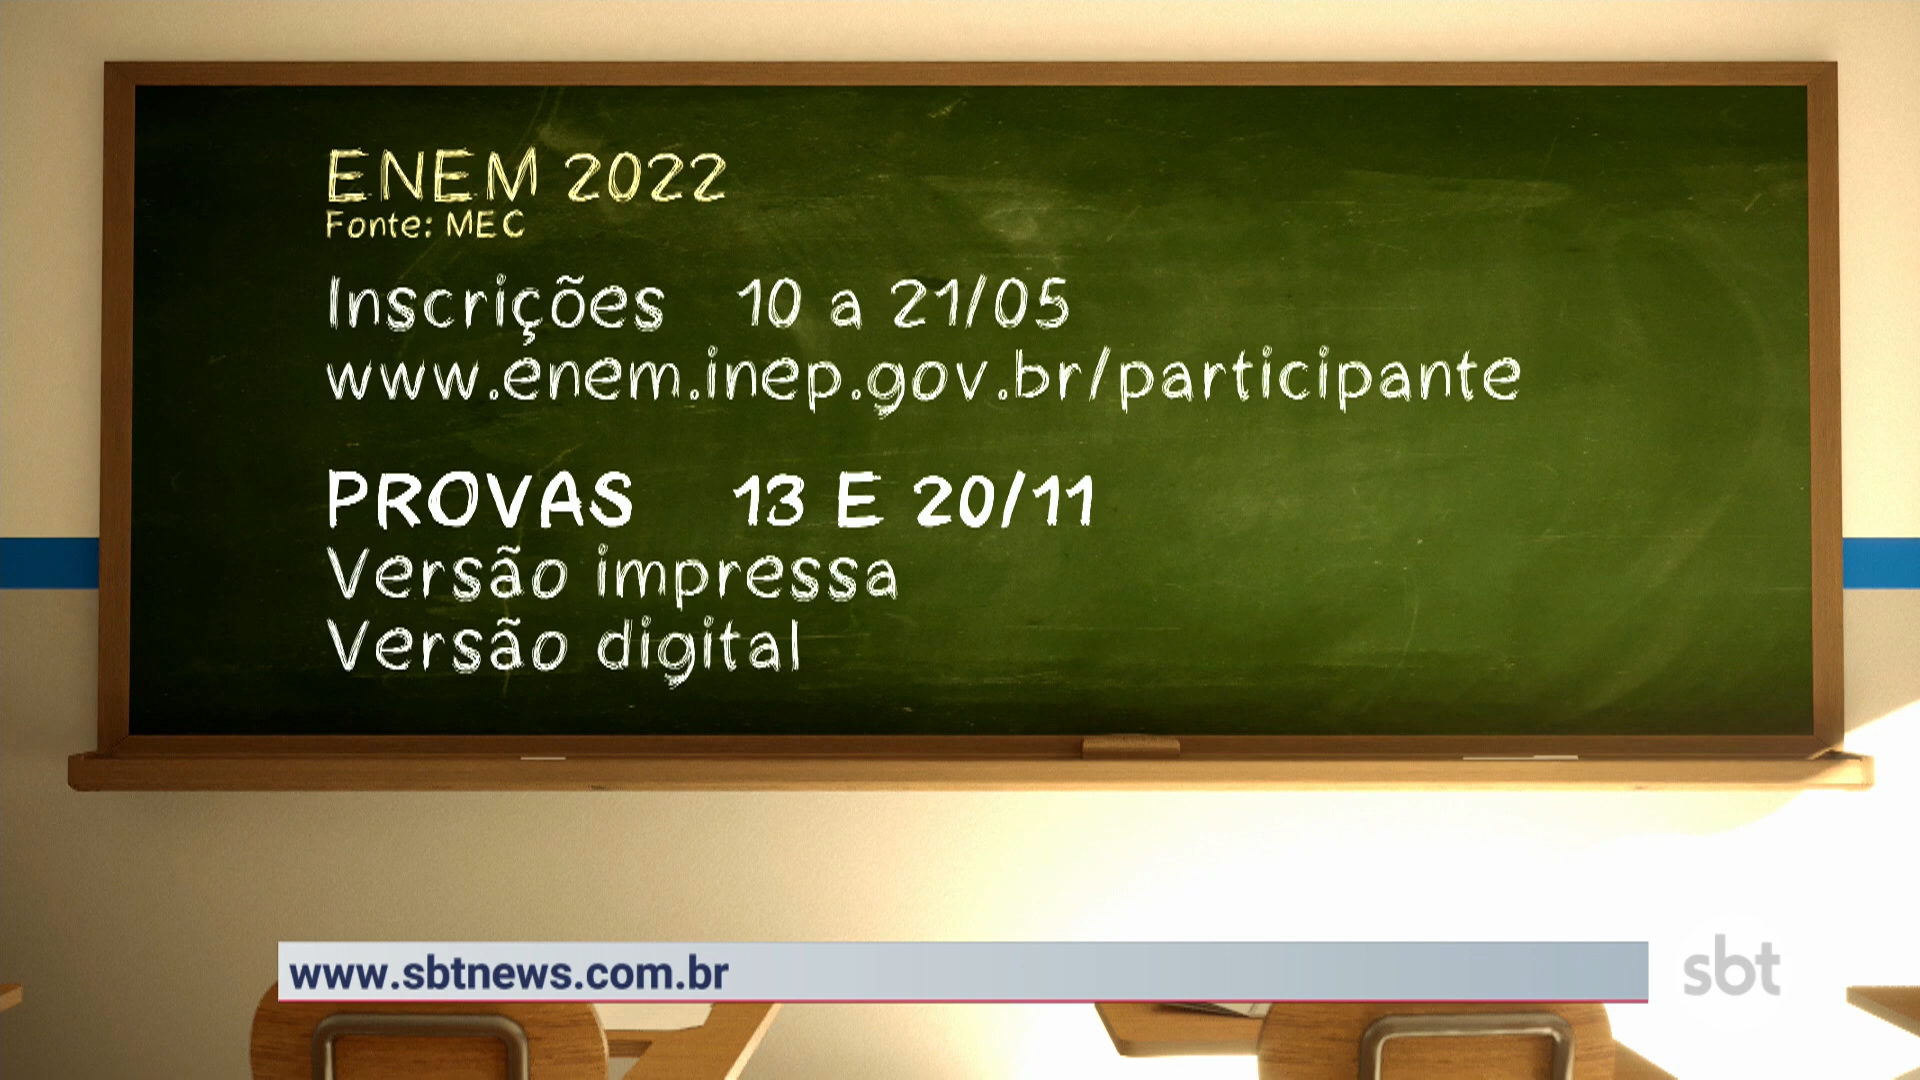 ENEM 2022
Fonte: MEC
Inscrições 10 a 21/05
www.enem.inep.gov.br/participante
PROVAS 13 E 20/11
Versão impressa
Versão digital
www.sbtnews.com.br
sbt